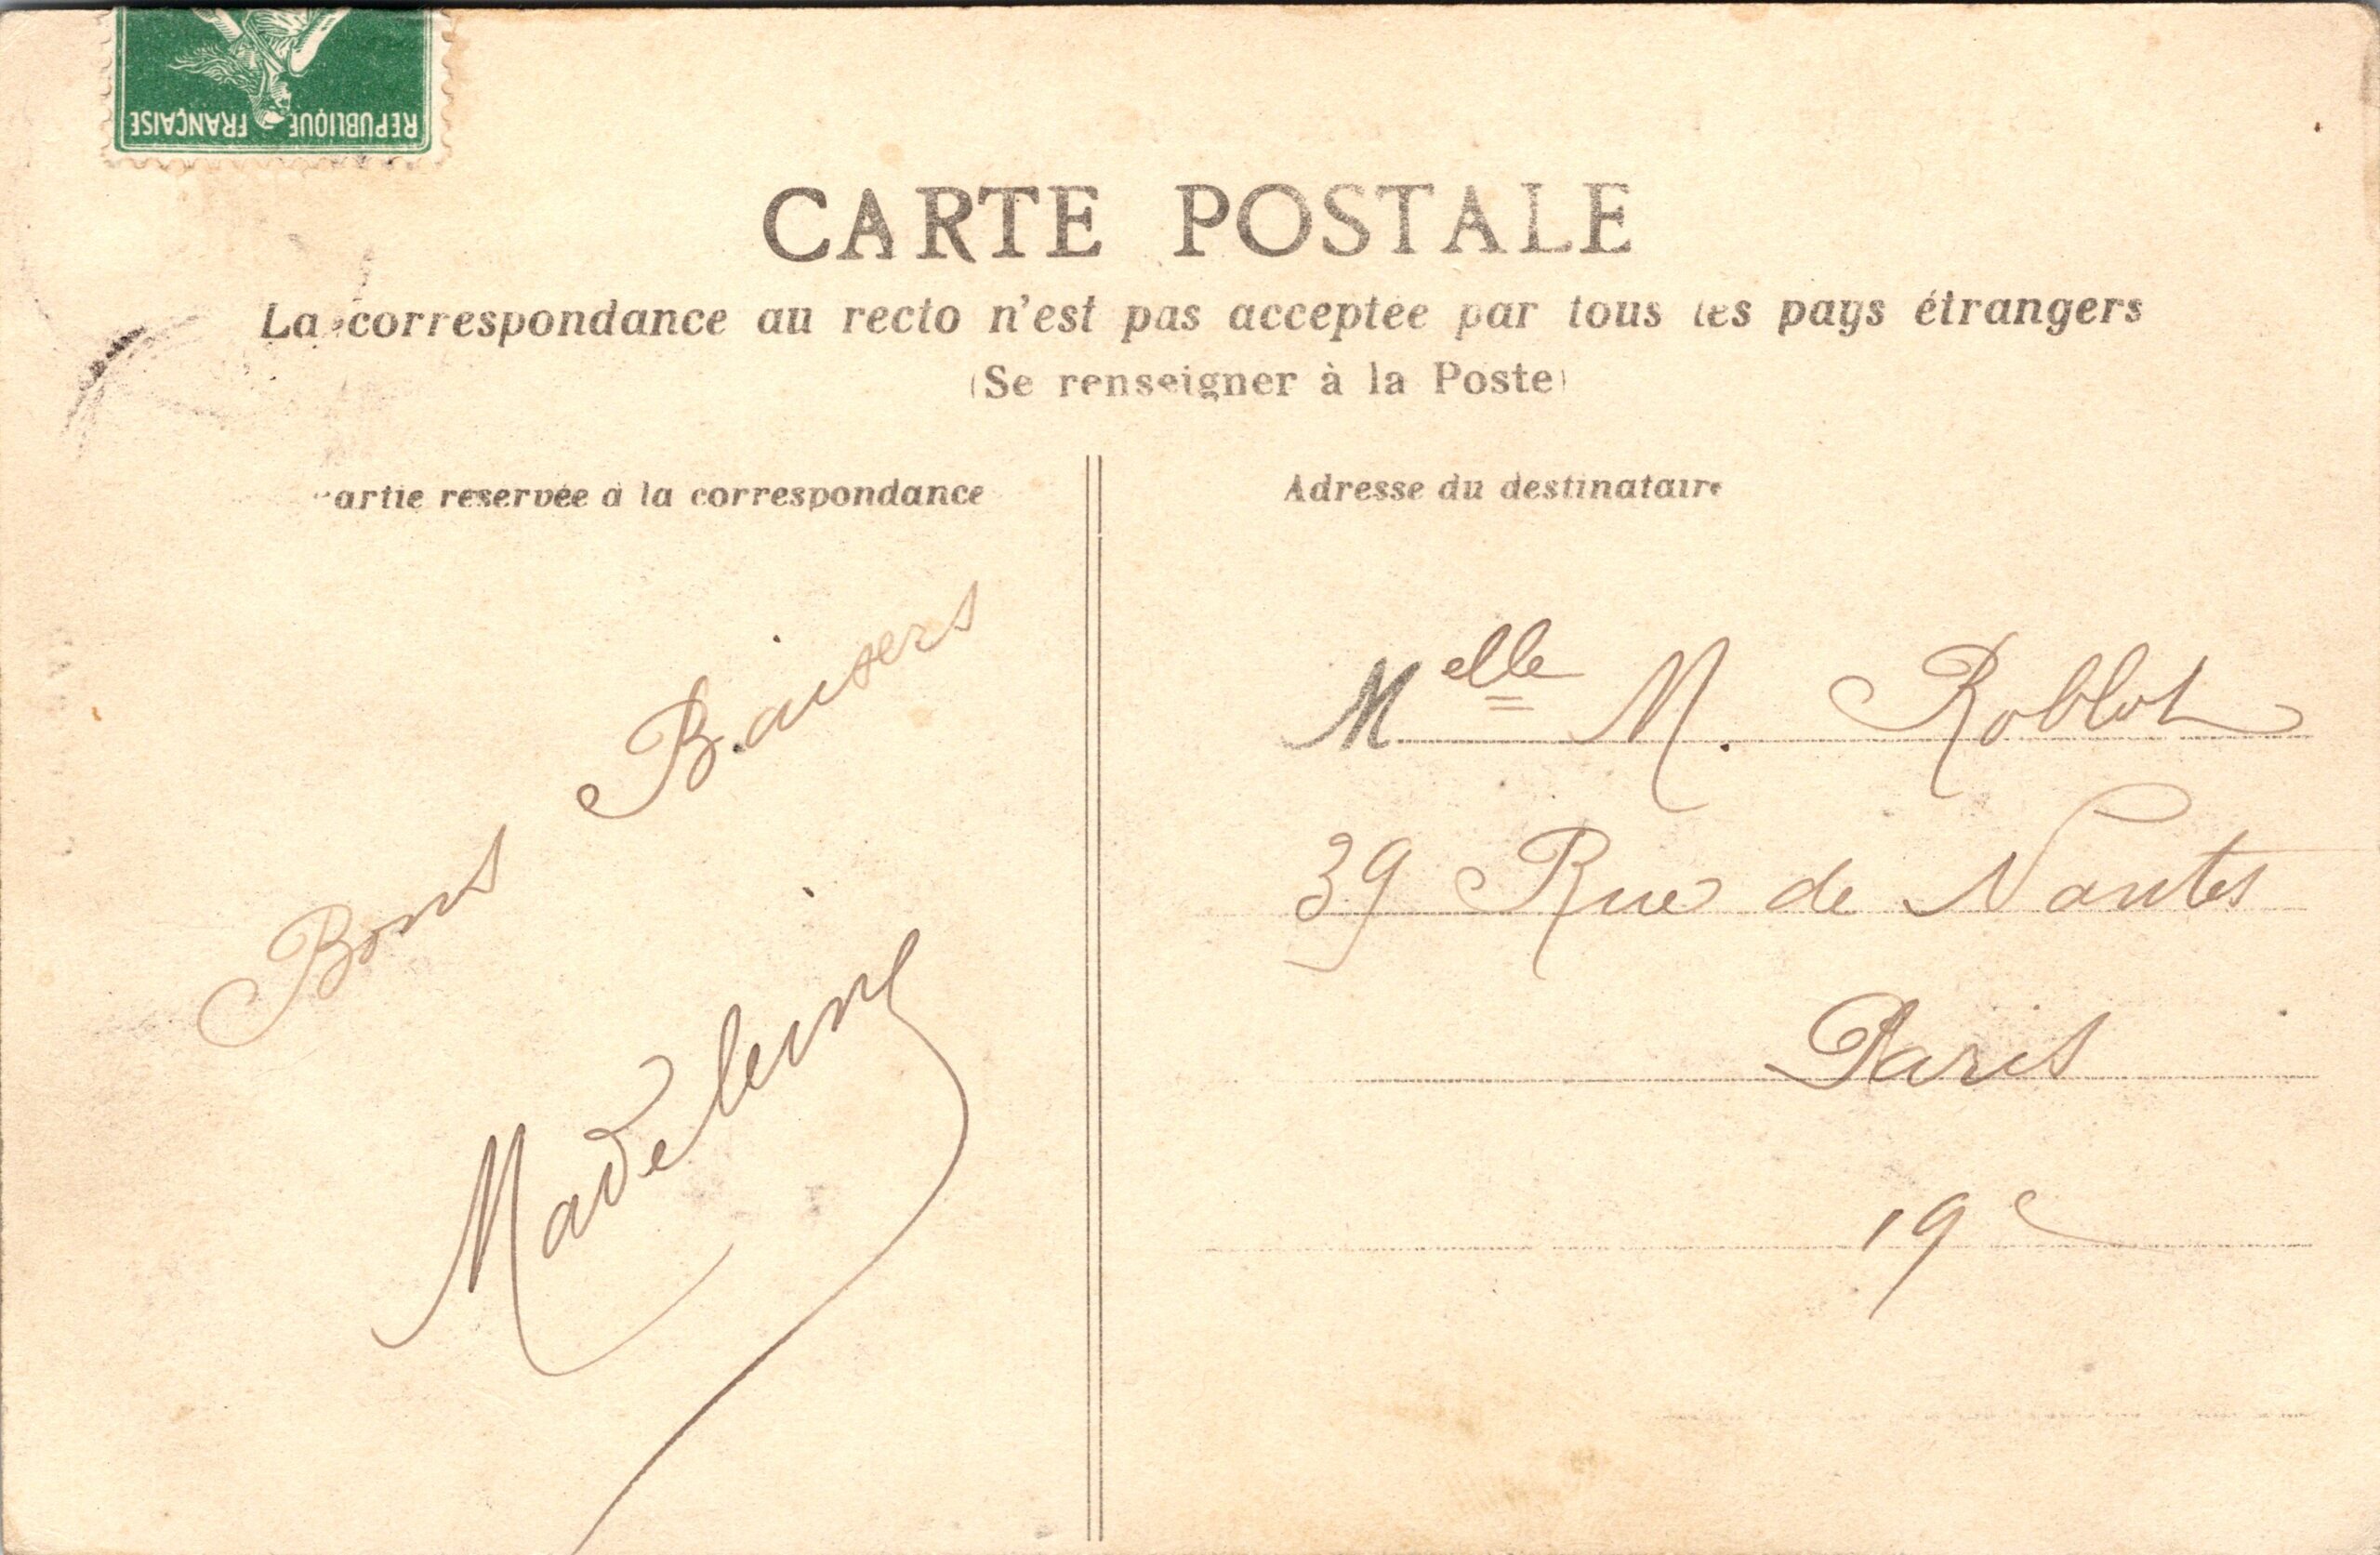 REPUBLIQUE FRANÇAISE
CARTE POSTALE
La correspondance au recto n'est pas acceptée par tous les pays étrangers
(Se renseigner à la Poste)
Partie reservée à la correspondance
Bons Baisers
Madeleine
Adresse du destinataire
Melle M. Roblot
39 Rue de Nantes
Paris
19e